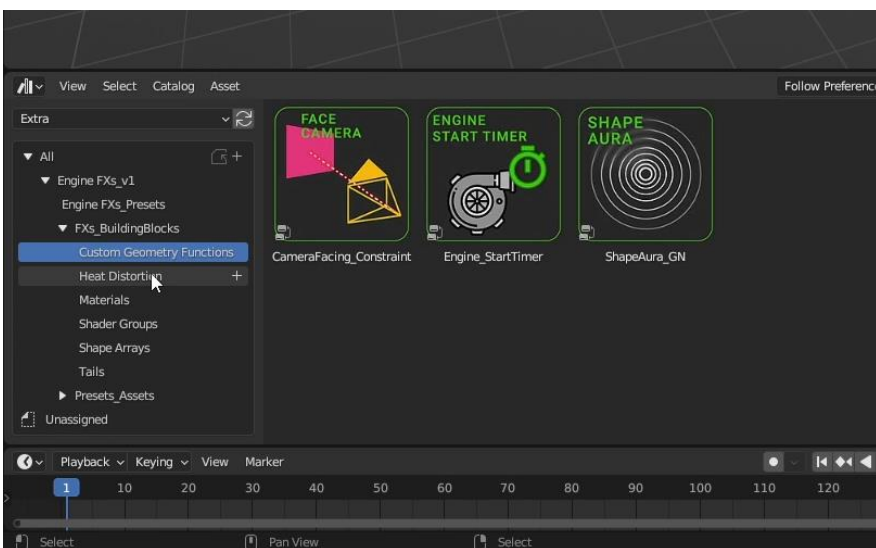 View Select Catalog Asset
Follow Preference
Extra
All
Engine FXs_v1
Engine FXs_Presets
FXs_BuildingBlocks
Custom Geometry Functions
Heat Distortion
Materials
Shader Groups
Shape Arrays
Tails
Presets_Assets
Unassigned
FACE
CAMERA
CameraFacing_Constraint
ENGINE
START TIMER
Engine_StartTimer
SHAPE
AURA
ShapeAura_GN
Playback Keying View Marker
1 10 20 30 40 50 60 70 80 90 100 110 120
Select Pan View Select